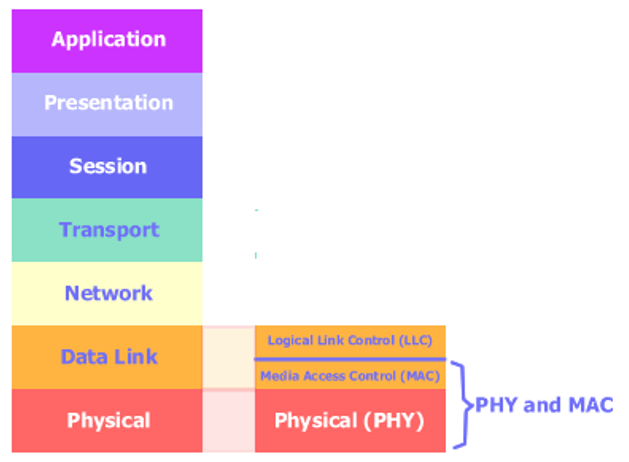 Application
Presentation
Session
Transport
Network
Data Link
Logical Link Control (LLC)
Media Access Control (MAC)
Physical
Physical (PHY)
PHY and MAC